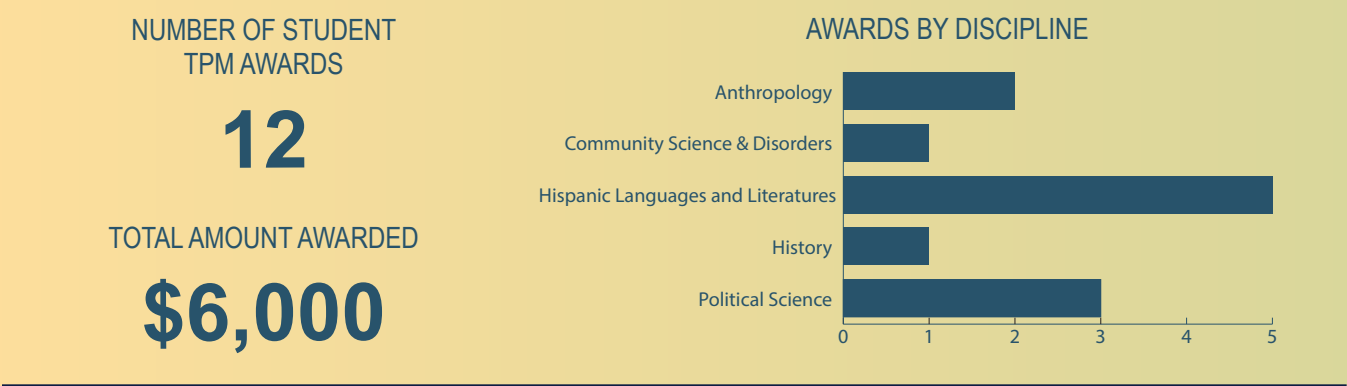 NUMBER OF STUDENT
TPM AWARDS
12
TOTAL AMOUNT AWARDED
$6,000
AWARDS BY DISCIPLINE
Anthropology
Community Science & Disorders
Hispanic Languages and Literatures
History
Political Science
0 1 2 3 4 5